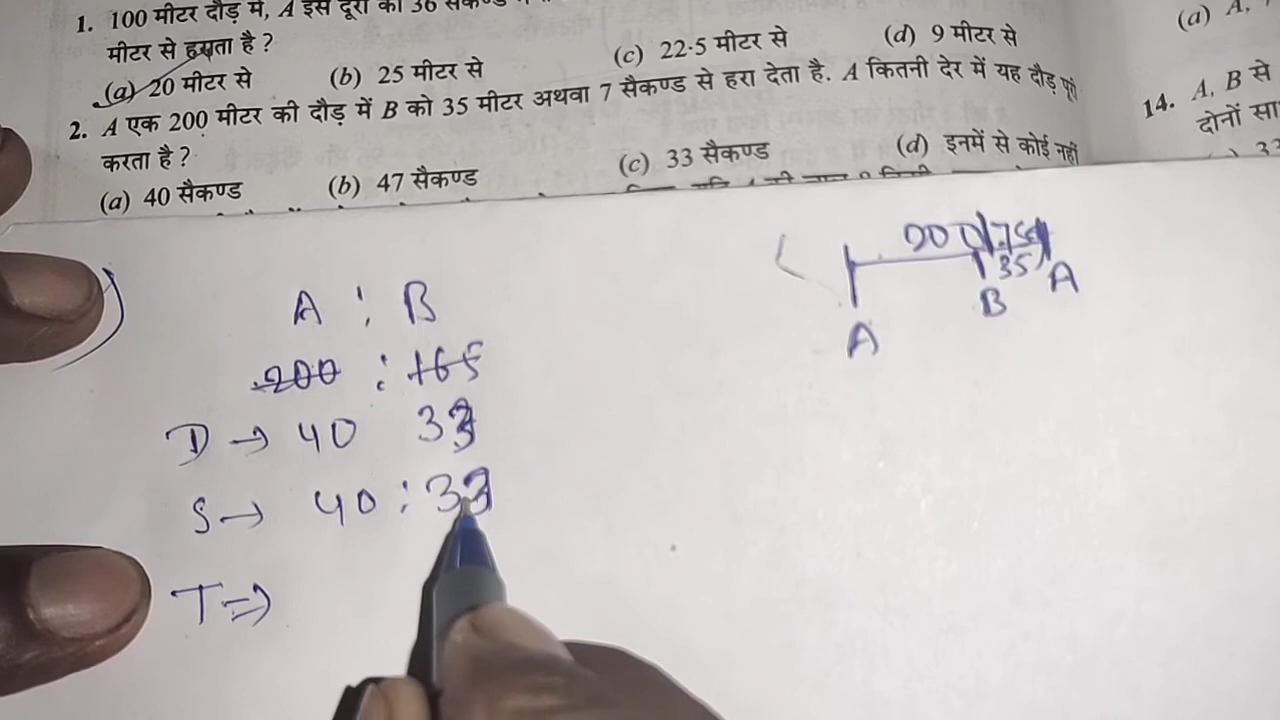 1. 100 मीटर दौड़ में, A इस दूरी को 36
मीटर से हराता है ?
(a) 20 मीटर से (b) 25 मीटर से (c) 22·5 मीटर से (d) 9 मीटर से
2. A एक 200 मीटर की दौड़ में B को 35 मीटर अथवा 7 सैकण्ड से हरा देता है. A कितनी देर में यह दौड़ पूरी
करता है ?
(a) 40 सैकण्ड (b) 47 सैकण्ड (c) 33 सैकण्ड (d) इनमें से कोई नहीं
(a) A,
14. A, B से
दोनों
A : B
200 : 165
D → 40 33
S → 40 : 33
T ⇒
200
35
A B A